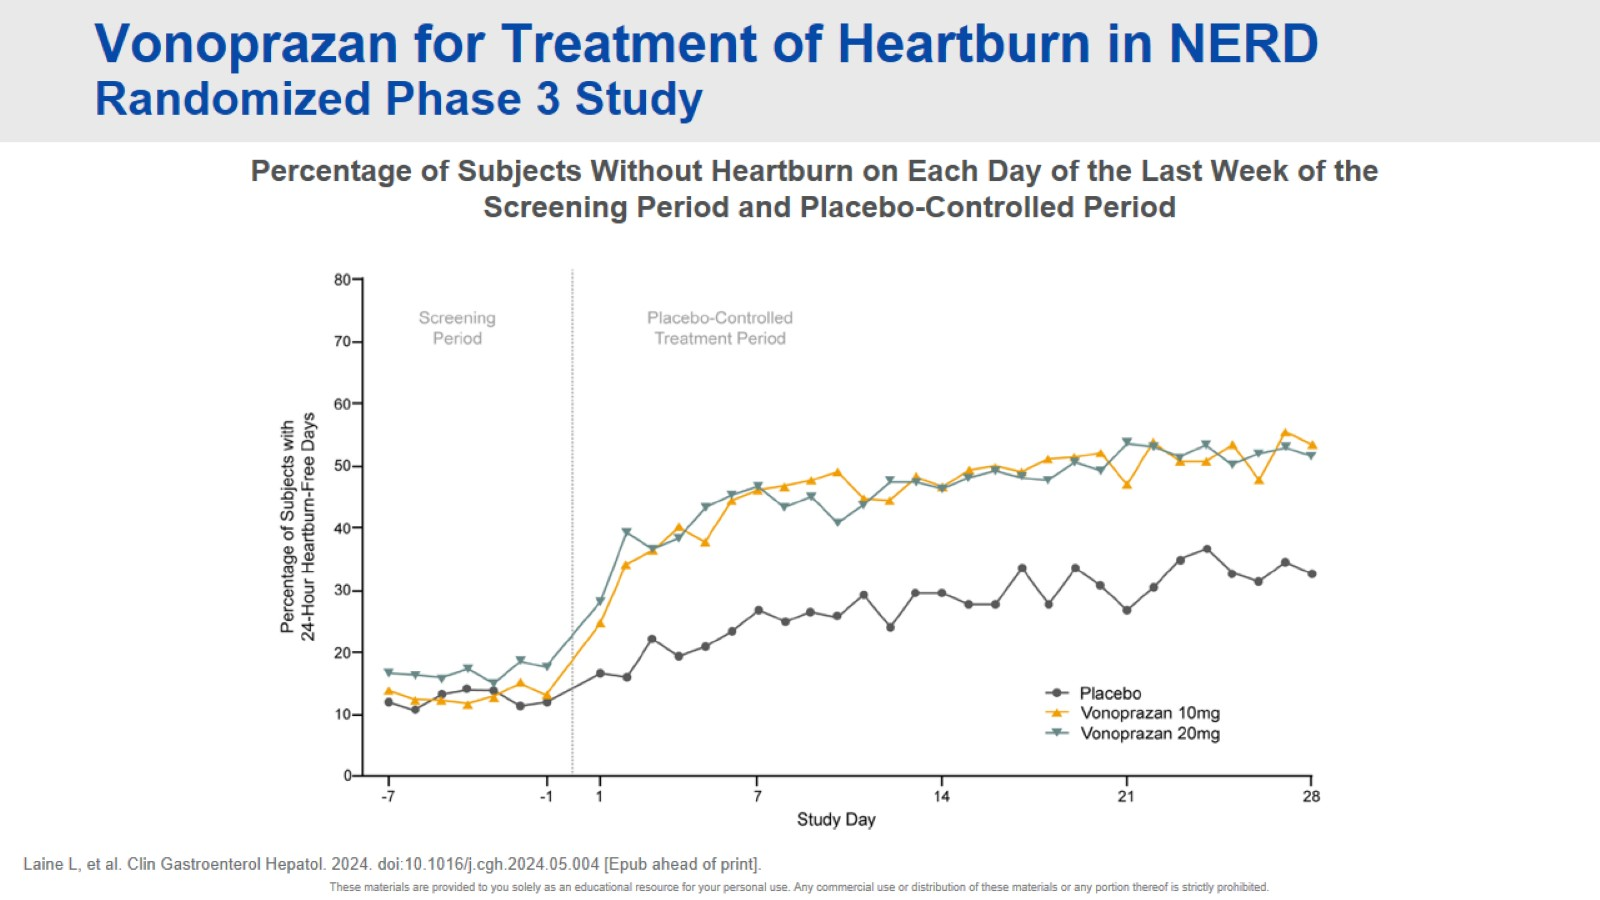 Vonoprazan for Treatment of Heartburn in NERD
Randomized Phase 3 Study
Percentage of Subjects Without Heartburn on Each Day of the Last Week of the
Screening Period and Placebo-Controlled Period
Percentage of Subjects with
24-Hour Heartburn-Free Days
80
70
60
50
40
30
20
10
0
Screening
Period
Placebo-Controlled
Treatment Period
Placebo
Vonoprazan 10mg
Vonoprazan 20mg
-7 -1 1 7 14 21 28
Study Day
Laine L, et al. Clin Gastroenterol Hepatol. 2024. doi:10.1016/j.cgh.2024.05.004 [Epub ahead of print].
These materials are provided to you solely as an educational resource for your personal use. Any commercial use or distribution of these materials or any portion thereof is strictly prohibited.